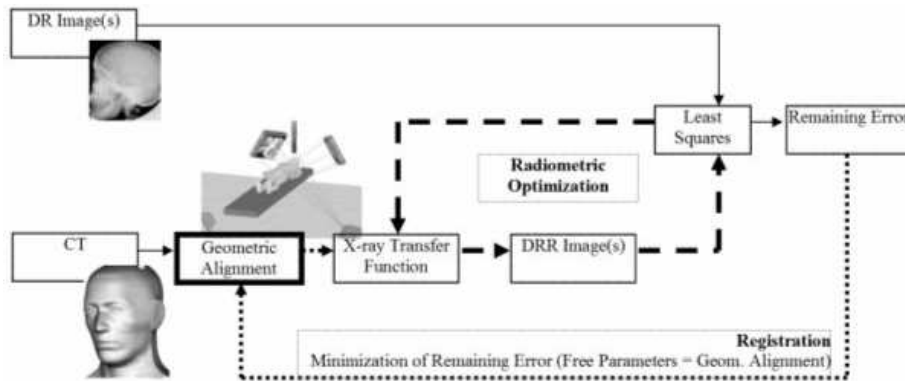 DR Image(s)
Least
Squares
Remaining Error
Radiometric
Optimization
CT
Geometric
Alignment
X-ray Transfer
Function
DRR Image(s)
Registration
Minimization of Remaining Error (Free Parameters = Geom. Alignment)